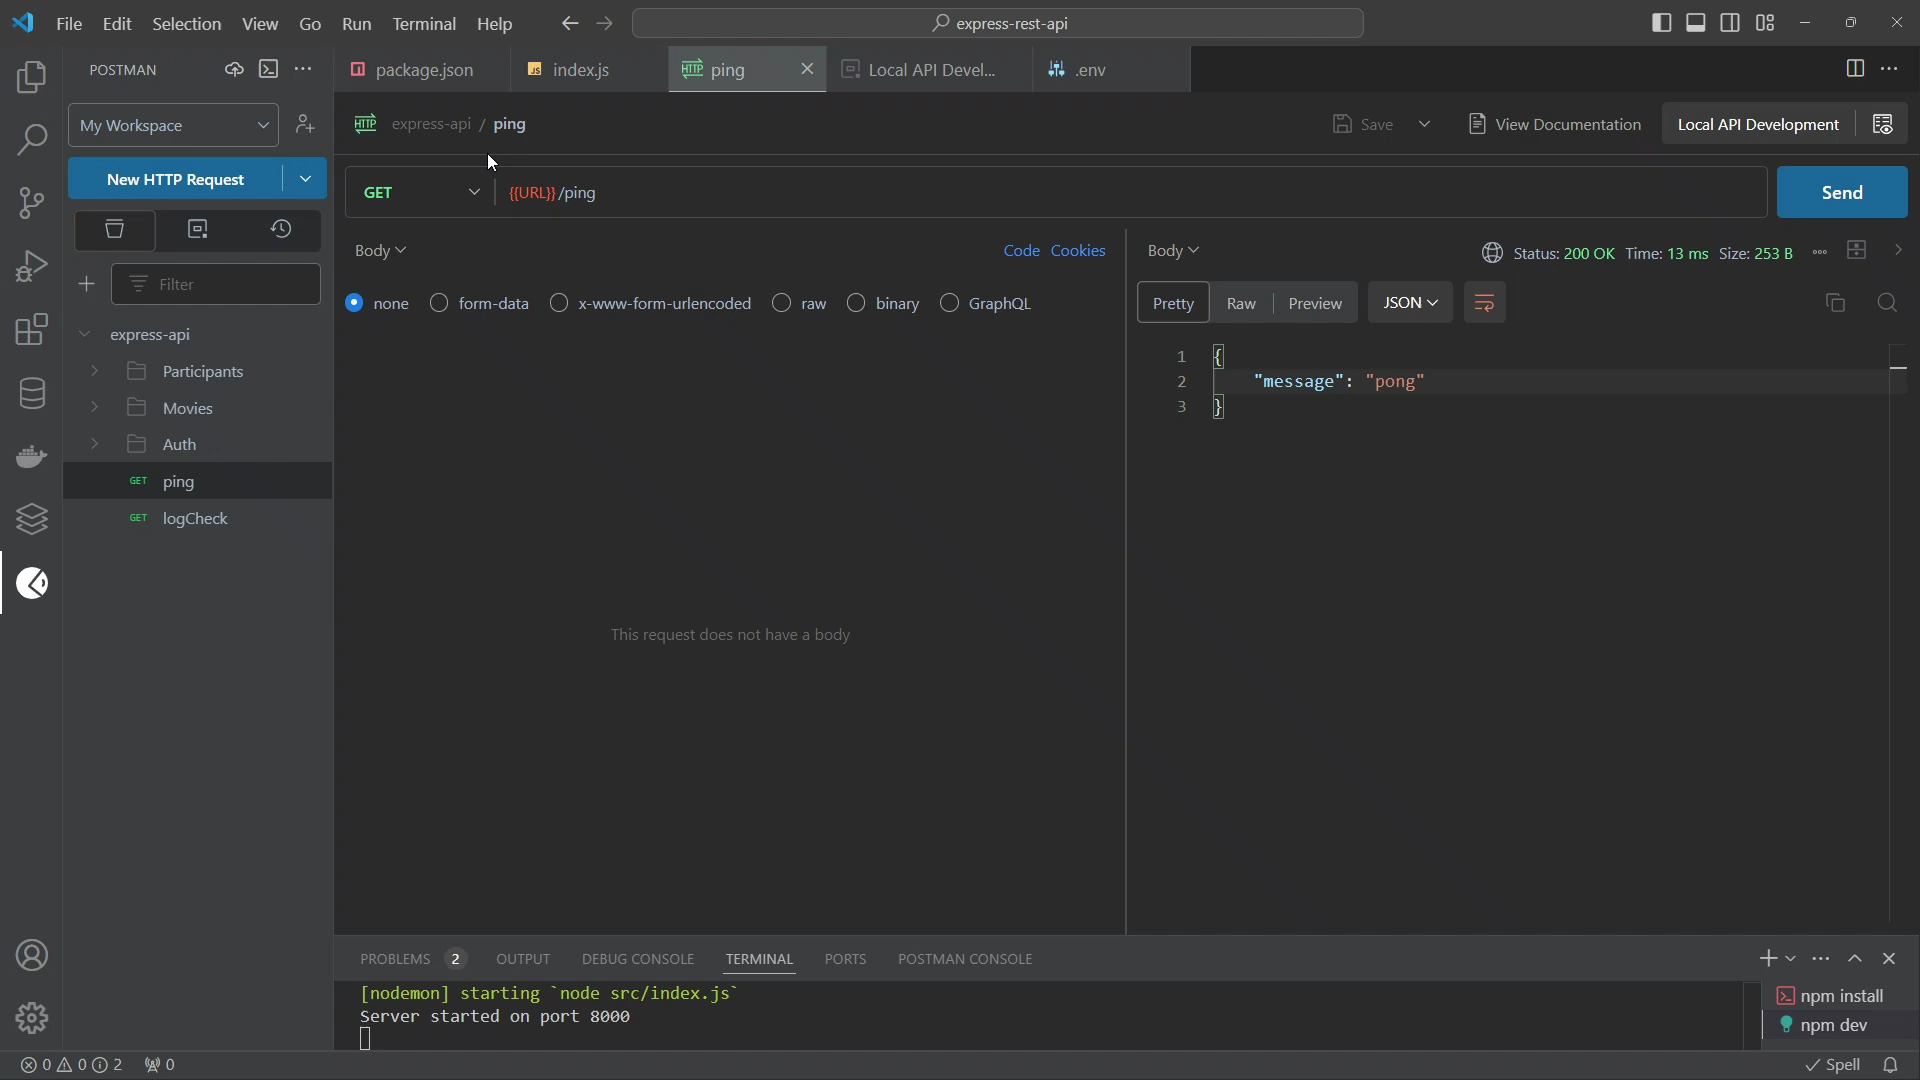 File Edit Selection View Go Run Terminal Help
express-rest-api
POSTMAN
package.json
JS index.js
HTTP ping
Local API Devel...
.env
My Workspace
HTTP express-api / ping
Save
View Documentation
Local API Development
New HTTP Request
GET {{URL}}/ping
Send
Filter
Body
Code Cookies
none form-data x-www-form-urlencoded raw binary GraphQL
Body
Status: 200 OK Time: 13 ms Size: 253 B
Pretty Raw Preview JSON
express-api
Participants
Movies
Auth
GET ping
GET logCheck
1 {
2 "message": "pong"
3 }
This request does not have a body
PROBLEMS 2 OUTPUT DEBUG CONSOLE TERMINAL PORTS POSTMAN CONSOLE
[nodemon] starting `node src/index.js`
Server started on port 8000
npm install
npm dev
0 0 2 0
Spell